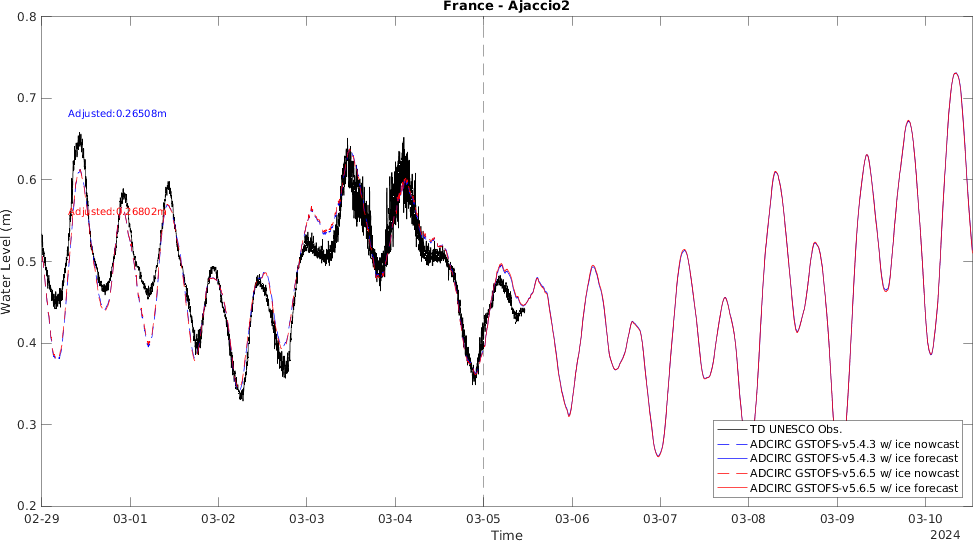 France - Ajaccio2
0.8
0.7
0.6
0.5
0.4
0.3
0.2
Water Level (m)
Adjusted:0.26508m
Adjusted:0.26802m
TD UNESCO Obs.
ADCIRC GSTOFS-v5.4.3 w/ ice nowcast
ADCIRC GSTOFS-v5.4.3 w/ ice forecast
ADCIRC GSTOFS-v5.6.5 w/ ice nowcast
ADCIRC GSTOFS-v5.6.5 w/ ice forecast
02-29 03-01 03-02 03-03 03-04 03-05 03-06 03-07 03-08 03-09 03-10
Time
2024